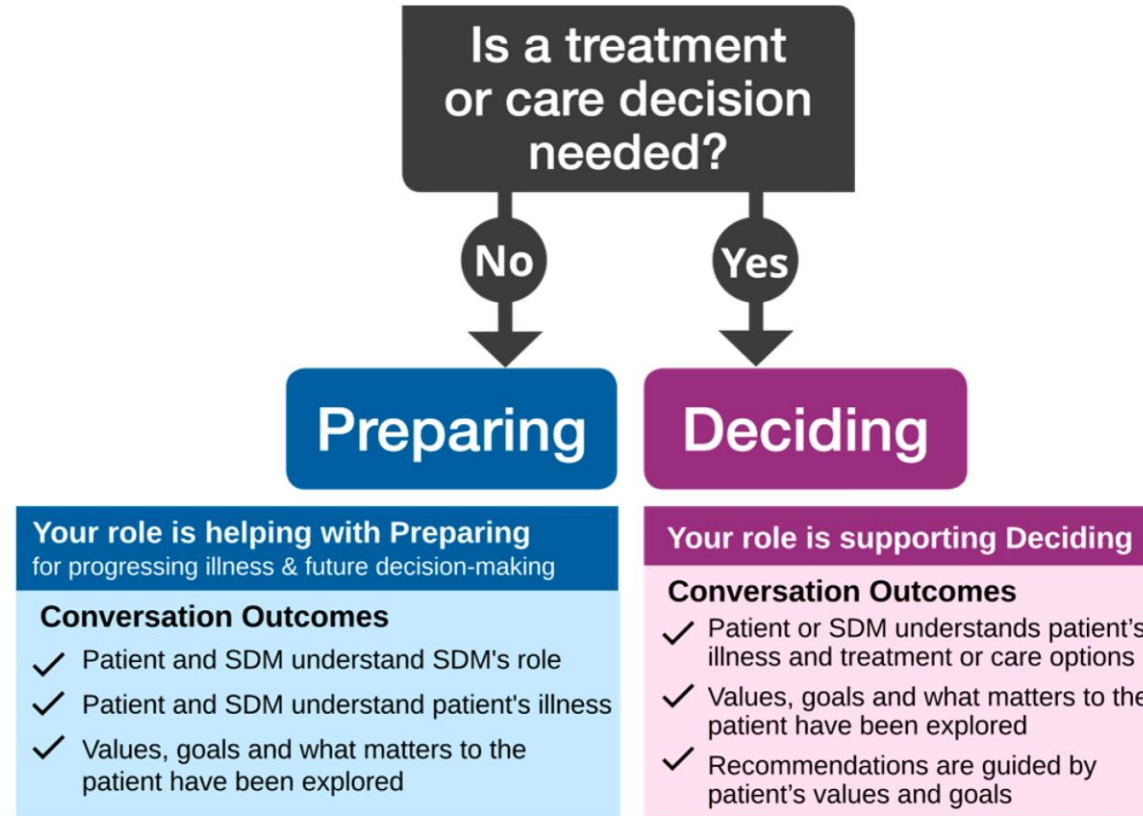 Is a treatment
or care decision
needed?
No
Yes
Preparing
Deciding
Your role is helping with Preparing
for progressing illness & future decision-making
Conversation Outcomes
✓ Patient and SDM understand SDM's role
✓ Patient and SDM understand patient's illness
✓ Values, goals and what matters to the
patient have been explored
Your role is supporting Deciding
Conversation Outcomes
✓ Patient or SDM understands patient’s
illness and treatment or care options
✓ Values, goals and what matters to the
patient have been explored
✓ Recommendations are guided by
patient’s values and goals